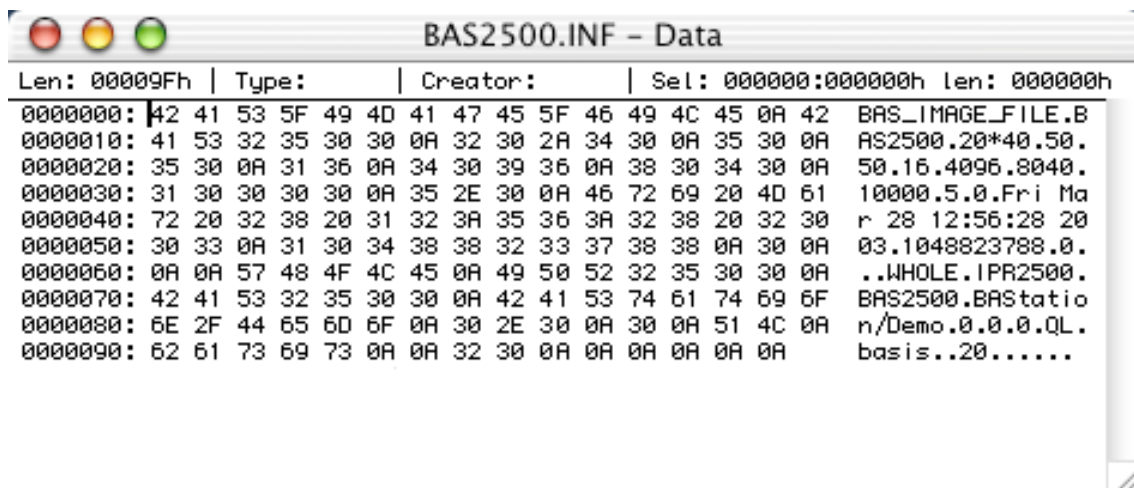 BAS2500.INF – Data
Len: 00009Fh | Type: | Creator: | Sel: 000000:000000h len: 000000h
0000000: 42 41 53 5F 49 4D 41 47 45 5F 46 49 4C 45 0A 42 BAS_IMAGE_FILE.B
0000010: 41 53 32 35 30 30 0A 32 30 2A 34 30 0A 35 30 0A AS2500.20*40.50.
0000020: 35 30 0A 31 36 0A 34 30 39 36 0A 38 30 34 30 0A 50.16.4096.8040.
0000030: 31 30 30 30 30 0A 35 2E 30 0A 46 72 69 20 4D 61 10000.5.0.Fri Ma
0000040: 72 20 32 38 20 31 32 3A 35 36 3A 32 38 20 32 30 r 28 12:56:28 20
0000050: 30 33 0A 31 30 34 38 38 32 33 37 38 38 0A 30 0A 03.1048823788.0.
0000060: 0A 0A 57 48 4F 4C 45 0A 49 50 52 32 35 30 30 0A ..WHOLE.IPR2500.
0000070: 42 41 53 32 35 30 30 0A 42 41 53 74 61 74 69 6F BAS2500.BAStatio
0000080: 6E 2F 44 65 6D 6F 0A 30 2E 30 0A 30 0A 51 4C 0A n/Demo.0.0.0.QL.
0000090: 62 61 73 69 73 0A 0A 32 30 0A 0A 0A 0A 0A 0A basis..20......